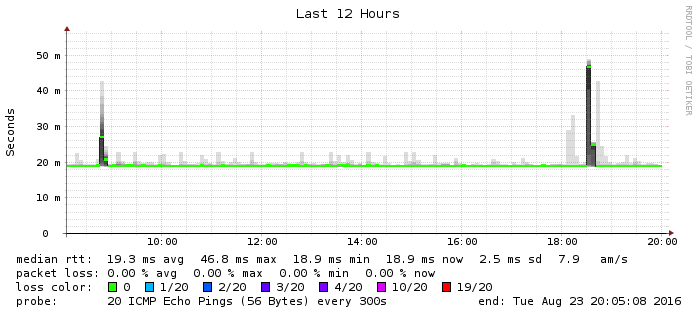 Last 12 Hours
RRDTOOL / TOBI OETIKER
Seconds
50 m
40 m
30 m
20 m
10 m
0
10:00 12:00 14:00 16:00 18:00 20:00
median rtt: 19.3 ms avg 46.8 ms max 18.9 ms min 18.9 ms now 2.5 ms sd 7.9 am/s
packet loss: 0.00 % avg 0.00 % max 0.00 % min 0.00 % now
loss color: 0 1/20 2/20 3/20 4/20 10/20 19/20
probe: 20 ICMP Echo Pings (56 Bytes) every 300s end: Tue Aug 23 20:05:08 2016